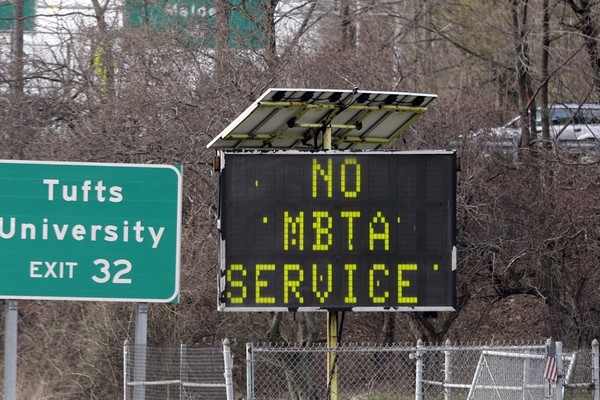 Tufts
University
EXIT 32
NO
MBTA
SERVICE